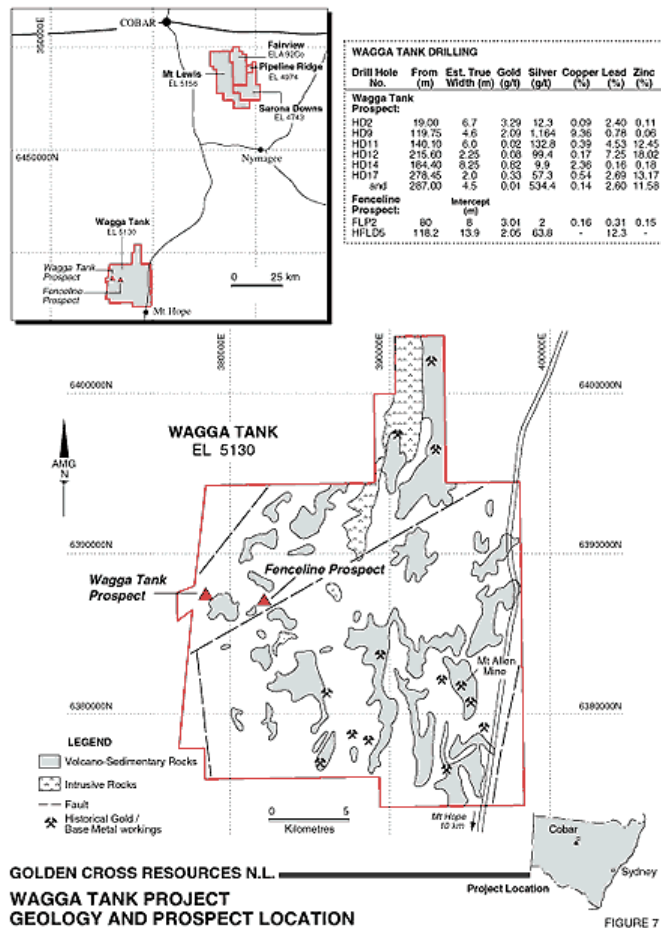 COBAR
350000E
400000E
Fairview
ELA 920o
Pipeline Ridge
EL 4974
Mt Lewis
EL 5156
Sarona Downs
EL 4743
6450000N
Nymagee
Wagga Tank
EL 5130
Wagga Tank
Prospect
Fenceline
Prospect
0 25 km
Mt Hope
WAGGA TANK DRILLING
Drill Hole From Est. True Gold Silver Copper Lead Zinc
No. (m) Width (m) (g/t) (g/t) (%) (%) (%)
Wagga Tank
Prospect:
HD2 19.00 6.7 3.29 12.3 0.09 2.40 0.11
HD9 119.75 4.6 2.09 1,164 9.36 0.78 0.06
HD11 140.10 6.0 0.02 132.8 0.39 4.53 12.45
HD12 215.60 2.25 0.08 99.4 0.17 7.25 18.02
HD14 184.40 8.25 0.82 9.9 2.36 0.16 0.18
HD17 278.45 2.0 0.33 57.3 0.54 2.69 13.17
and 287.00 4.5 0.01 534.4 0.14 2.60 11.58
Fenceline Intercept
Prospect: (m)
FLP2 80 8 3.01 2 0.16 0.31 0.15
HFLD5 118.2 13.9 2.05 63.8 - 12.3 -
380000E
390000E
400000E
6400000N
6400000N
WAGGA TANK
EL 5130
AMG
N
6390000N
6390000N
Wagga Tank
Prospect
Fenceline Prospect
Mt Allen
Mine
6380000N
6380000N
LEGEND
Volcano-Sedimentary Rocks
Intrusive Rocks
Fault
Historical Gold /
Base Metal workings
0 5
Kilometres
Mt Hope
10 km
Cobar
Sydney
Project Location
GOLDEN CROSS RESOURCES N.L.
WAGGA TANK PROJECT
GEOLOGY AND PROSPECT LOCATION
FIGURE 7